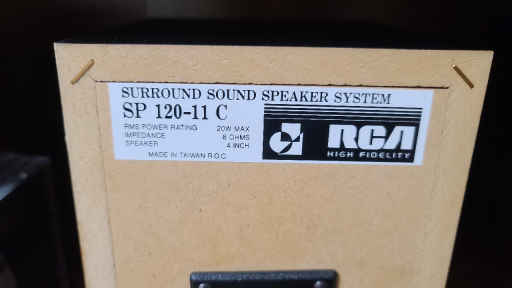 SURROUND SOUND SPEAKER SYSTEM
SP 120-11 C
RMS POWER RATING 20W MAX
IMPEDANCE 8 OHMS
SPEAKER 4 INCH
MADE IN TAIWAN R.O.C.
RCA
HIGH FIDELITY